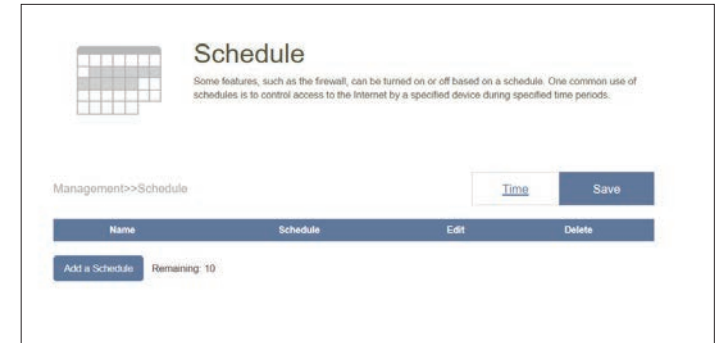 Schedule
Some features, such as the firewall, can be turned on or off based on a schedule. One common use of
schedules is to control access to the Internet by a specified device during specified time periods.
Management>>Schedule
Time
Save
Name Schedule Edit Delete
Add a Schedule Remaining: 10